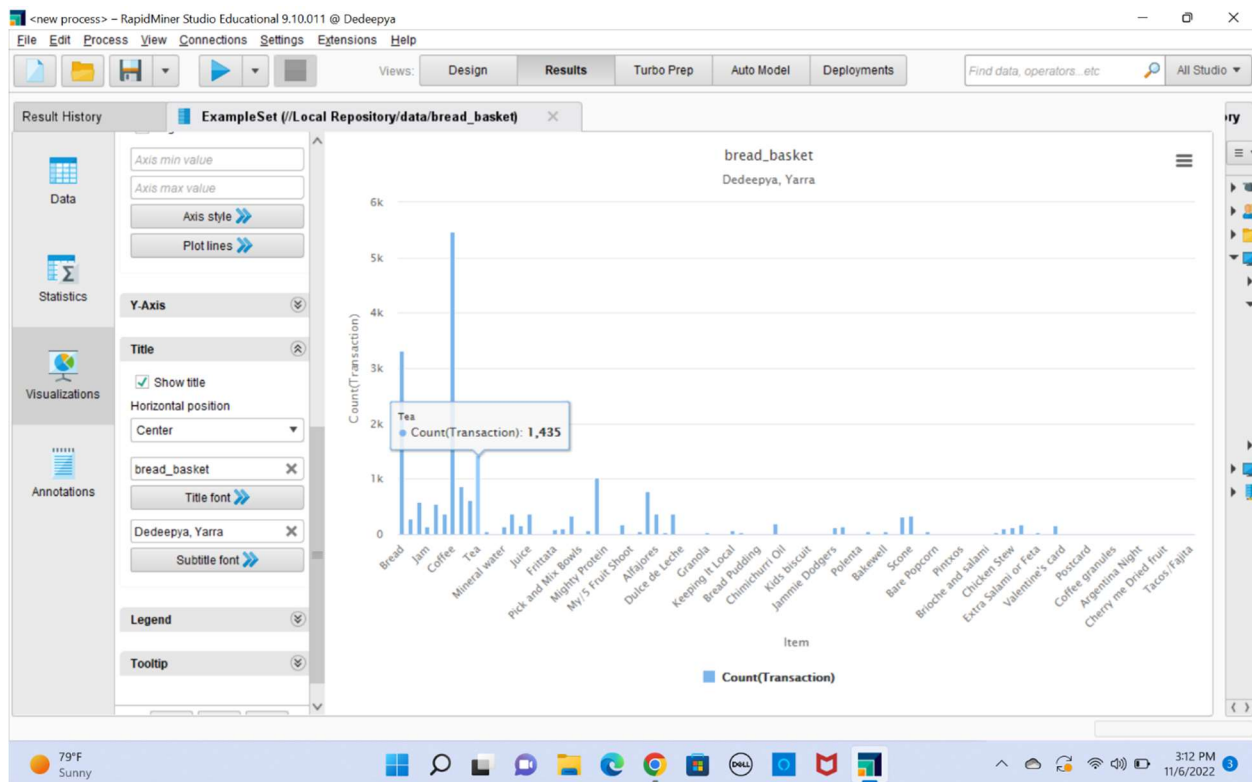 <new process> – RapidMiner Studio Educational 9.10.011 @ Dedeepya
File Edit Process View Connections Settings Extensions Help
Views: Design Results Turbo Prep Auto Model Deployments Find data, operators...etc All Studio
Result History ExampleSet (//Local Repository/data/bread_basket)
Data
Statistics
Visualizations
Annotations
Axis min value
Axis max value
Axis style
Plot lines
Y-Axis
Title
Show title
Horizontal position
Center
bread_basket
Title font
Dedeepya, Yarra
Subtitle font
Legend
Tooltip
bread_basket
Dedeepya, Yarra
Count(Transaction)
6k
5k
4k
3k
2k
1k
0
Tea
Count(Transaction): 1,435
Bread
Jam
Coffee
Tea
Mineral water
Juice
Frittata
Pick and Mix Bowls
Mighty Protein
My/5 Fruit Shoot
Alfajores
Dulce de Leche
Granola
Keeping It Local
Bread Pudding
Chimichurri Oil
Kids biscuit
Jammie Dodgers
Polenta
Bakewell
Scone
Bare Popcorn
Pintxos
Brioche and salami
Chicken Stew
Extra Salami or Feta
Valentine's card
Postcard
Coffee granules
Argentina Night
Cherry me Dried fruit
Tacos/Fajita
Item
Count(Transaction)
ry
79°F
Sunny
DELL
3:12 PM
11/6/2022
3